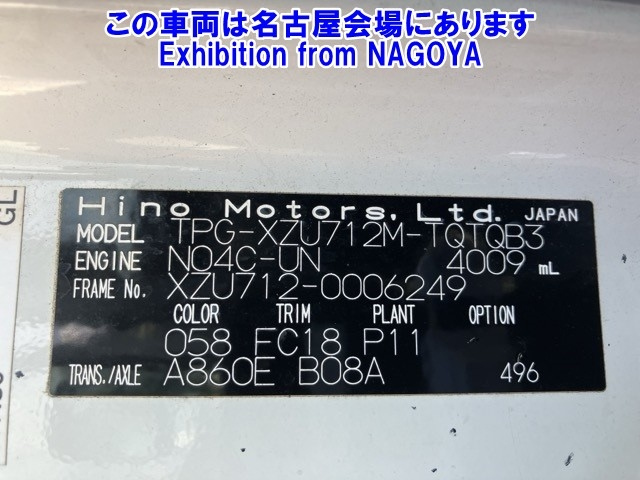 この車両は名古屋会場にあります
Exhibition from NAGOYA
GL
Hino Motors, Ltd. JAPAN
MODEL TPG-XZU712M-TQTQB3
ENGINE N04C-UN 4009 mL
FRAME No. XZU712-0006249
COLOR TRIM PLANT OPTION
058 FC18 P11
TRANS./AXLE A860E B08A 496